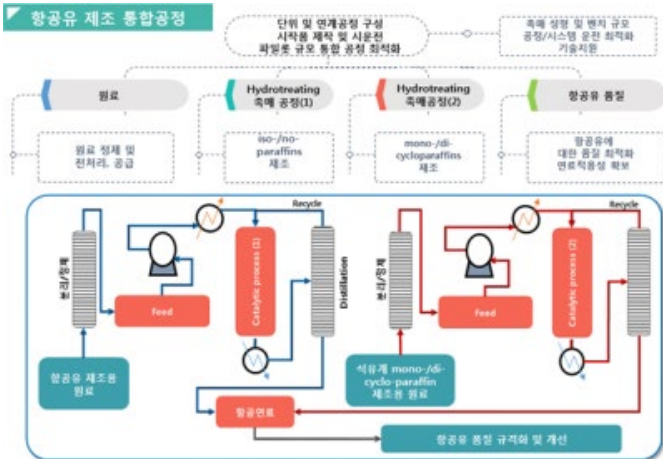 항공유 제조 통합공정
단위 및 연계공정 구성
시작품 제작 및 시운전
파일롯 규모 통합 공정 최적화
촉매 성형 및 벤치 규모
공정/시스템 운전 최적화
기술지원
원료
Hydrotreating
촉매 공정(1)
Hydrotreating
촉매공정(2)
항공유 품질
원료 정제 및
전처리, 공급
iso-/no-
paraffins
제조
mono-/di-
cycloparaffins
제조
항공유에
대한 품질 최적화
연료적용성 확보
Recycle
분리/정제
Feed
Catalytic process (1)
Distillation
항공유 제조용
원료
Recycle
분리/정제
Feed
Catalytic process (2)
석유계 mono-/di-
cyclo-paraffin
제조용 원료
항공연료
항공유 품질 규격화 및 개선